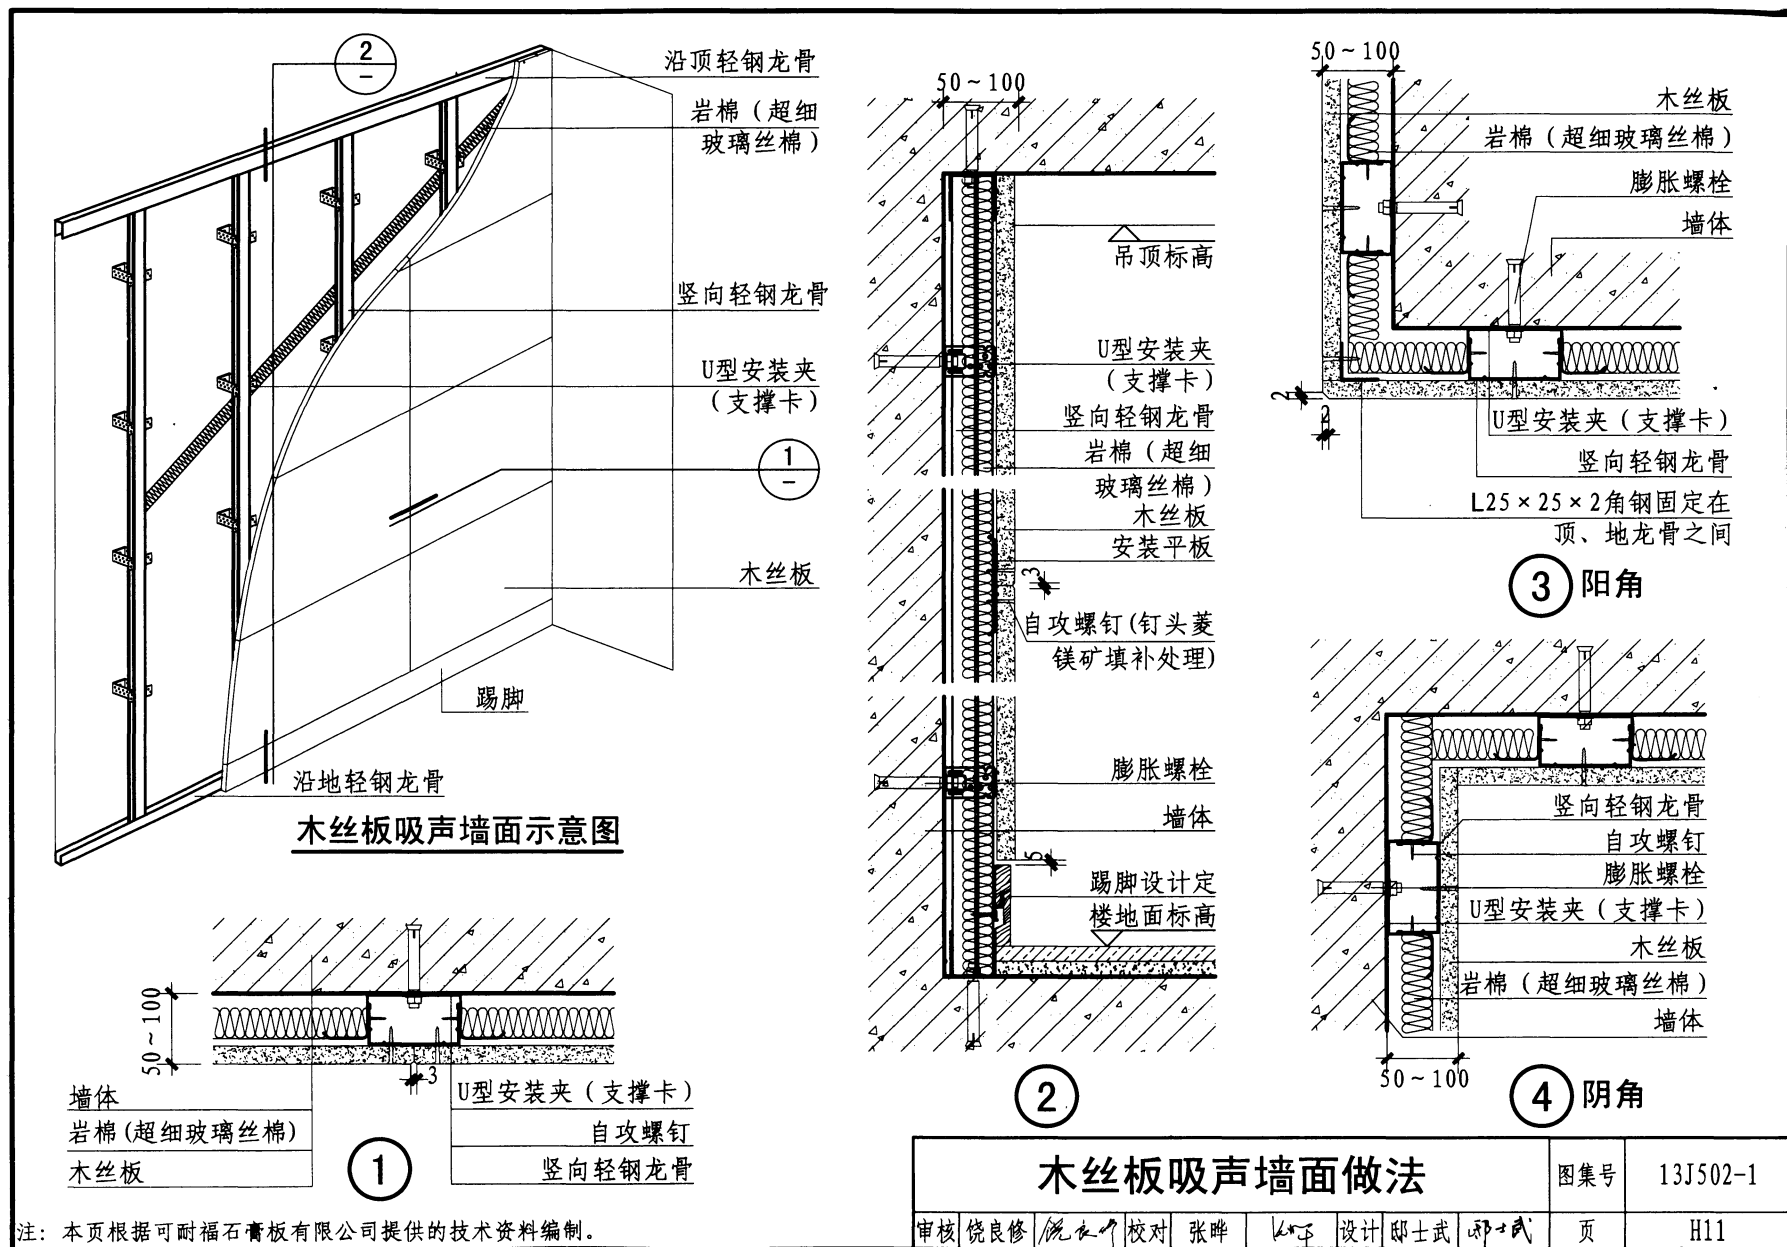 2
-
沿顶轻钢龙骨
岩棉（超细
玻璃丝棉）
竖向轻钢龙骨
U型安装夹
（支撑卡）
1
-
木丝板
踢脚
沿地轻钢龙骨
木丝板吸声墙面示意图
50～100
3
墙体
岩棉(超细玻璃丝棉)
木丝板
U型安装夹（支撑卡）
自攻螺钉
竖向轻钢龙骨
1
注: 本页根据可耐福石膏板有限公司提供的技术资料编制。
50～100
吊顶标高
U型安装夹
（支撑卡）
竖向轻钢龙骨
岩棉（超细
玻璃丝棉）
木丝板
安装平板
3
自攻螺钉(钉头菱
镁矿填补处理)
膨胀螺栓
墙体
5
踢脚设计定
楼地面标高
2
50～100
木丝板
岩棉（超细玻璃丝棉）
膨胀螺栓
墙体
2
2
U型安装夹（支撑卡）
竖向轻钢龙骨
L25×25×2角钢固定在
顶、地龙骨之间
3 阳角
竖向轻钢龙骨
自攻螺钉
膨胀螺栓
U型安装夹（支撑卡）
木丝板
岩棉（超细玻璃丝棉）
墙体
50～100
4 阴角
木丝板吸声墙面做法 图集号 13J502-1
审核 饶良修 校对 张晔 设计 邸士武 邸士武 页 H11